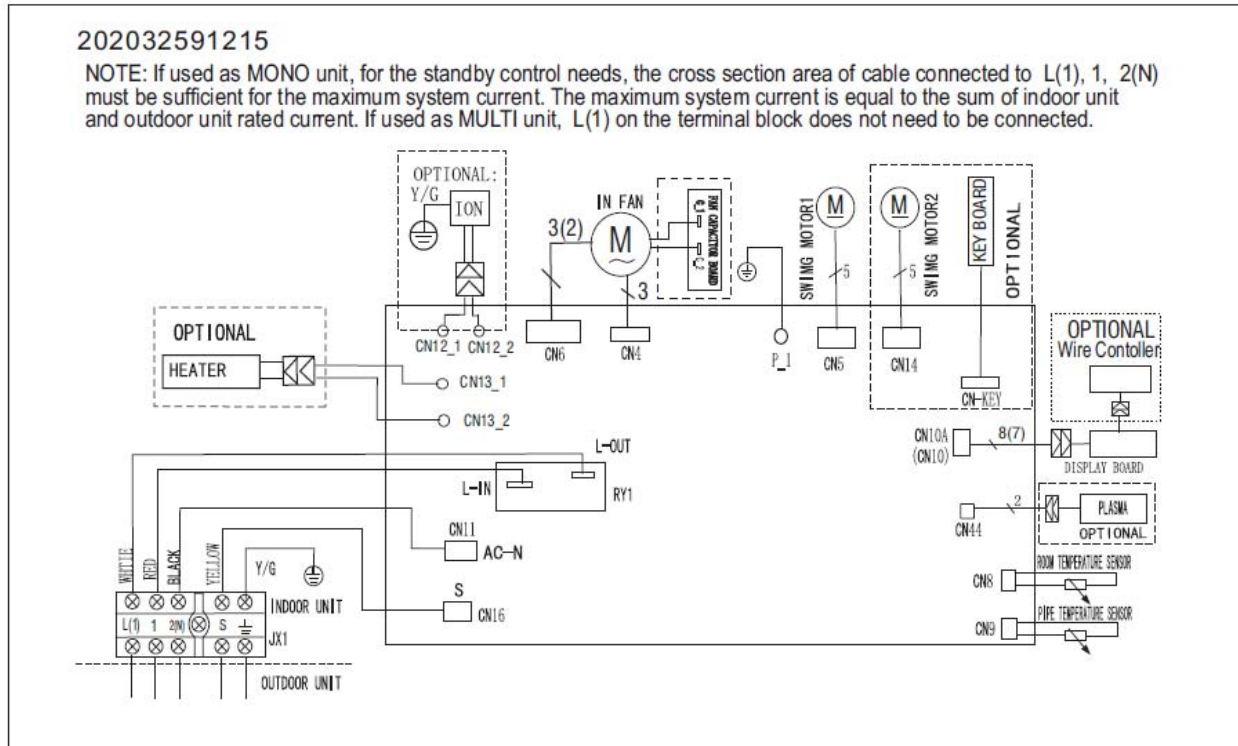 202032591215
NOTE: If used as MONO unit, for the standby control needs, the cross section area of cable connected to L(1), 1, 2(N)
must be sufficient for the maximum system current. The maximum system current is equal to the sum of indoor unit
and outdoor unit rated current. If used as MULTI unit, L(1) on the terminal block does not need to be connected.
OPTIONAL:
Y/G
ION
CN12_1
CN12_2
3(2)
IN FAN
M
3
CN6
CN4
FAN CAPACITOR BOARD
P_1
SWIMG MOTOR1
M
5
CN5
SWIMG MOTOR2
M
5
CN14
KEY BOARD
OPTIONAL
CN-KEY
OPTIONAL
HEATER
CN13_1
CN13_2
OPTIONAL
Wire Contoller
CN10A
(CN10)
8(7)
DISPLAY BOARD
L-OUT
L-IN
RY1
CN44
2
PLASMA
OPTIONAL
CN11
AC-N
S
CN16
CN8
ROOM TEMPERATURE SENSOR
CN9
PIPE TEMPERATURE SENSOR
WHTIE
RED
BLACK
YELLOW
Y/G
INDOOR UNIT
L(1) 1 2(N) S
JX1
OUTDOOR UNIT